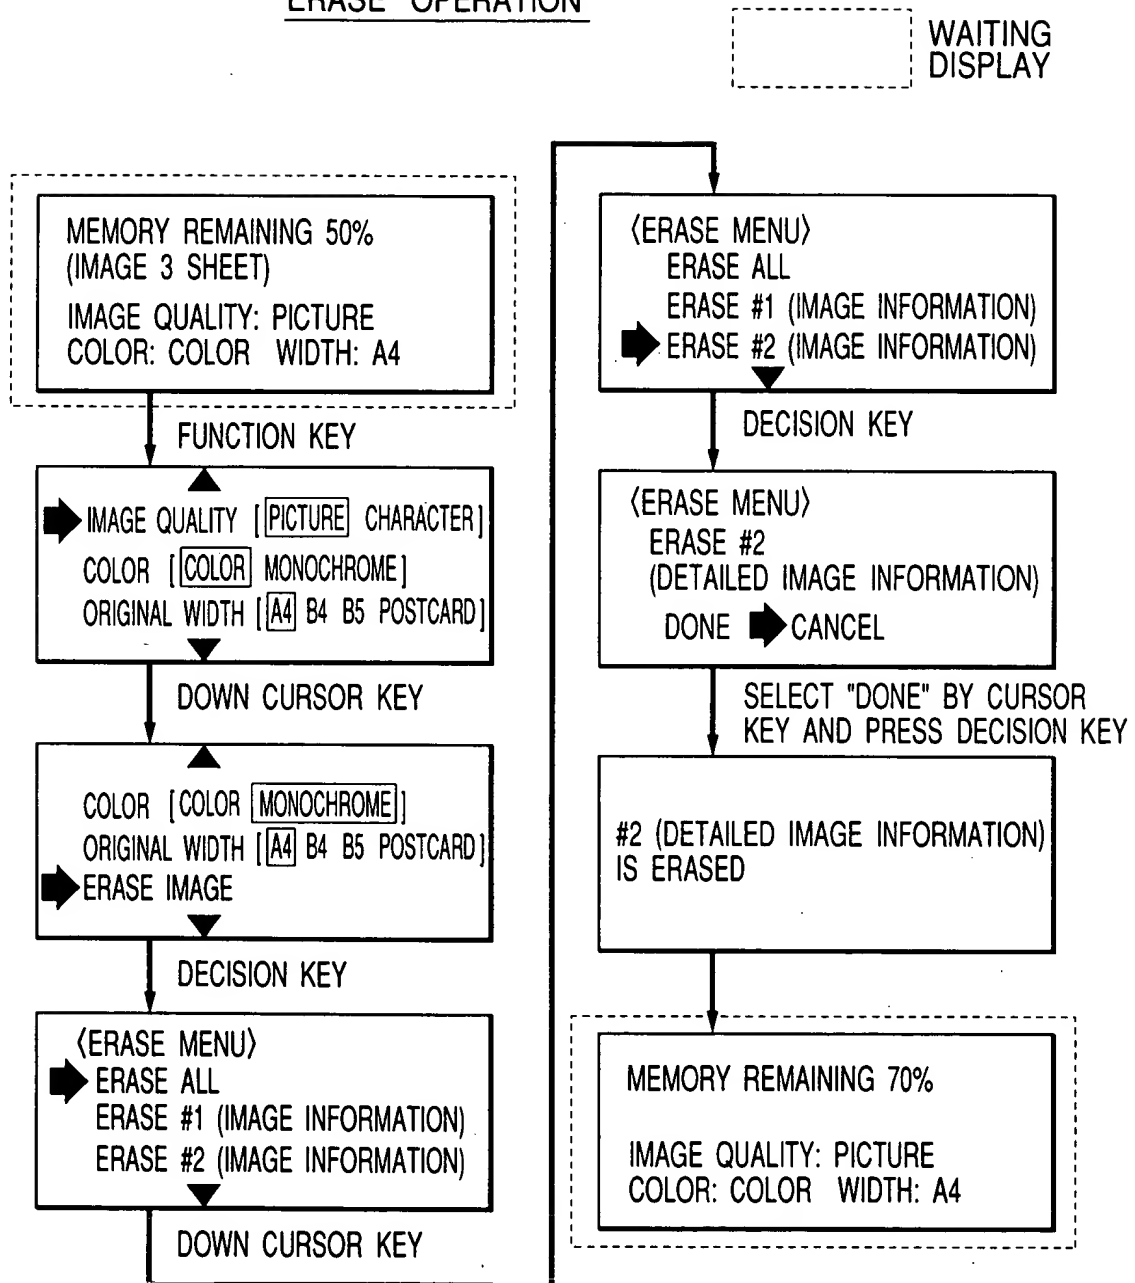 ERASE OPERATION
WAITING
DISPLAY
MEMORY REMAINING 50%
(IMAGE 3 SHEET)
IMAGE QUALITY: PICTURE
COLOR: COLOR WIDTH: A4
FUNCTION KEY
IMAGE QUALITY [PICTURE CHARACTER]
COLOR [COLOR MONOCHROME]
ORIGINAL WIDTH [A4 B4 B5 POSTCARD]
DOWN CURSOR KEY
COLOR [COLOR MONOCHROME]
ORIGINAL WIDTH [A4 B4 B5 POSTCARD]
ERASE IMAGE
DECISION KEY
〈ERASE MENU〉
ERASE ALL
ERASE #1 (IMAGE INFORMATION)
ERASE #2 (IMAGE INFORMATION)
DOWN CURSOR KEY
〈ERASE MENU〉
ERASE ALL
ERASE #1 (IMAGE INFORMATION)
ERASE #2 (IMAGE INFORMATION)
DECISION KEY
〈ERASE MENU〉
ERASE #2
(DETAILED IMAGE INFORMATION)
DONE CANCEL
SELECT "DONE" BY CURSOR
KEY AND PRESS DECISION KEY
#2 (DETAILED IMAGE INFORMATION)
IS ERASED
MEMORY REMAINING 70%
IMAGE QUALITY: PICTURE
COLOR: COLOR WIDTH: A4